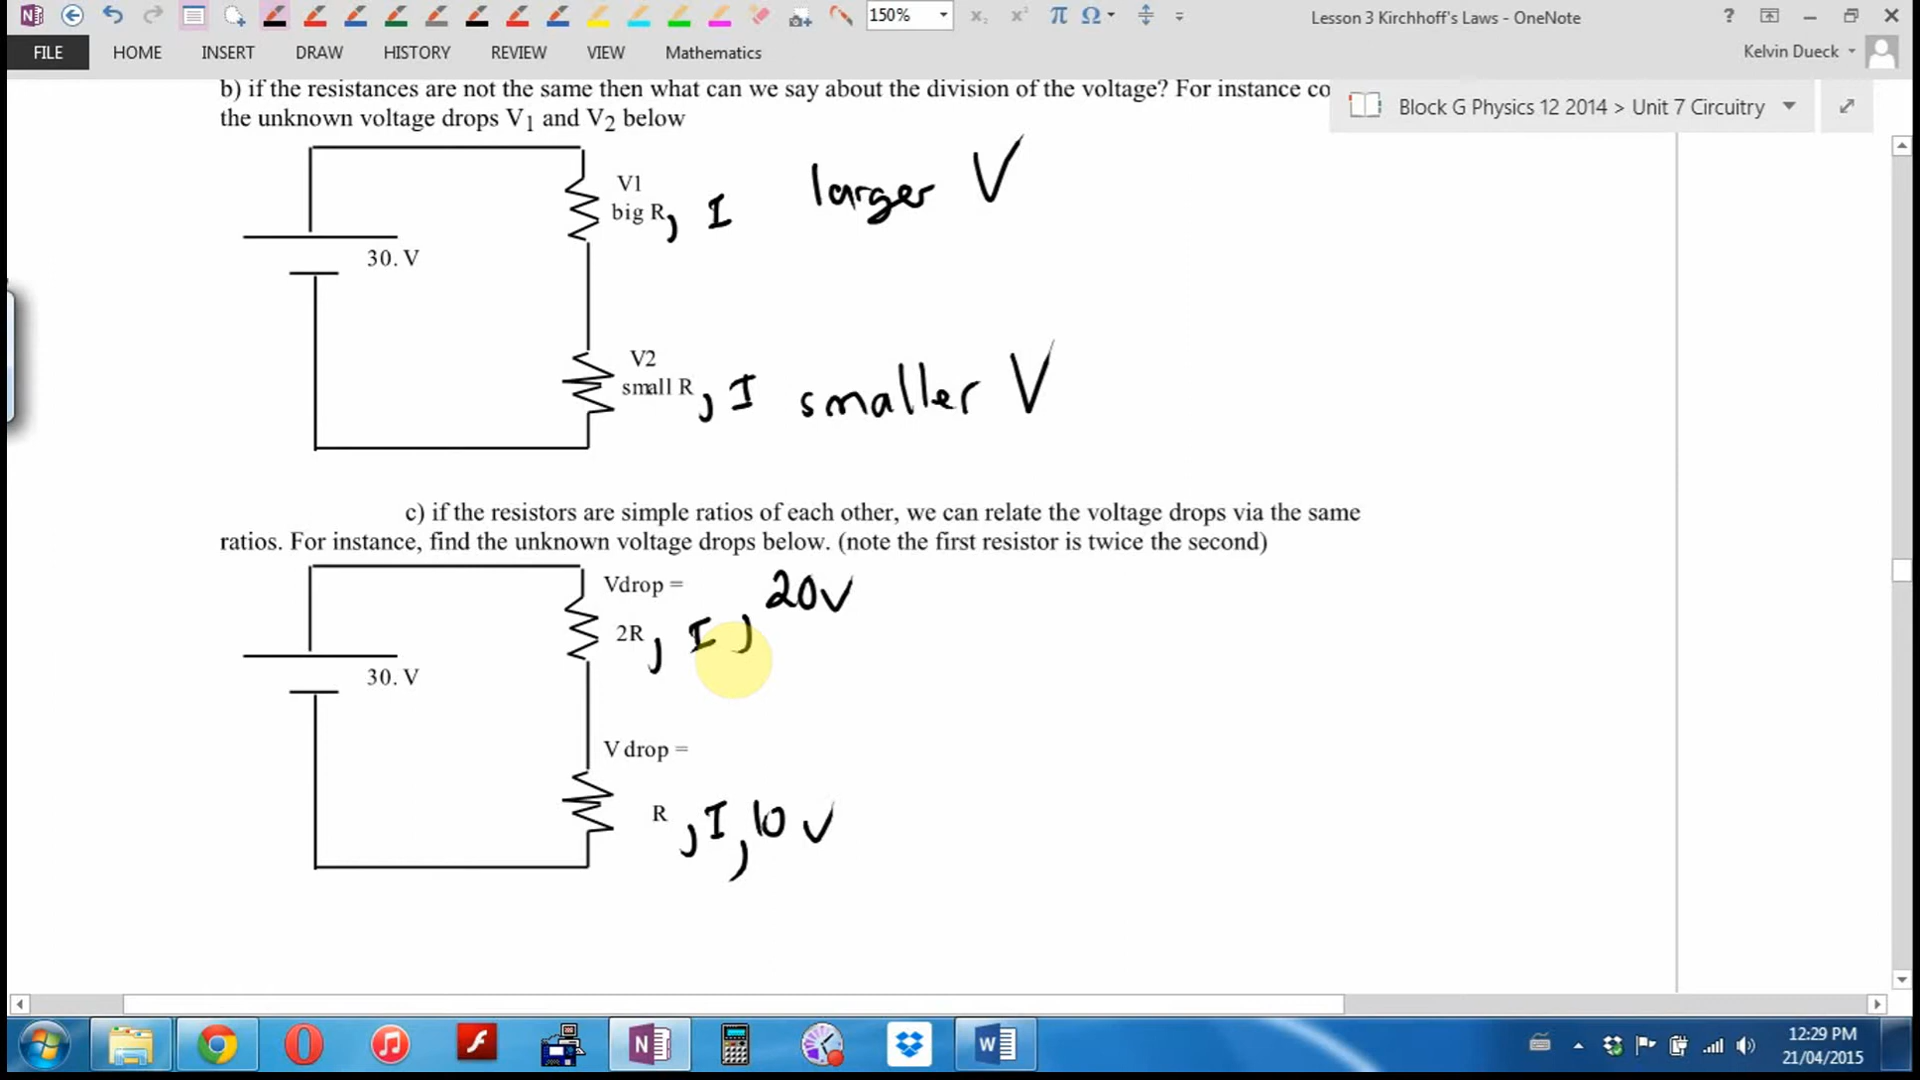 150%
x₂ x² π Ω
Lesson 3 Kirchhoff's Laws - OneNote
?
FILE HOME INSERT DRAW HISTORY REVIEW VIEW Mathematics
Kelvin Dueck
Block G Physics 12 2014 > Unit 7 Circuitry
b) if the resistances are not the same then what can we say about the division of the voltage? For instance co
the unknown voltage drops V₁ and V₂ below
V1
big R, I larger V
30. V
V2
small R, I smaller V
c) if the resistors are simple ratios of each other, we can relate the voltage drops via the same
ratios. For instance, find the unknown voltage drops below. (note the first resistor is twice the second)
Vdrop =
2R, I, 20V
30. V
V drop =
R, I, 10 V
12:29 PM
21/04/2015